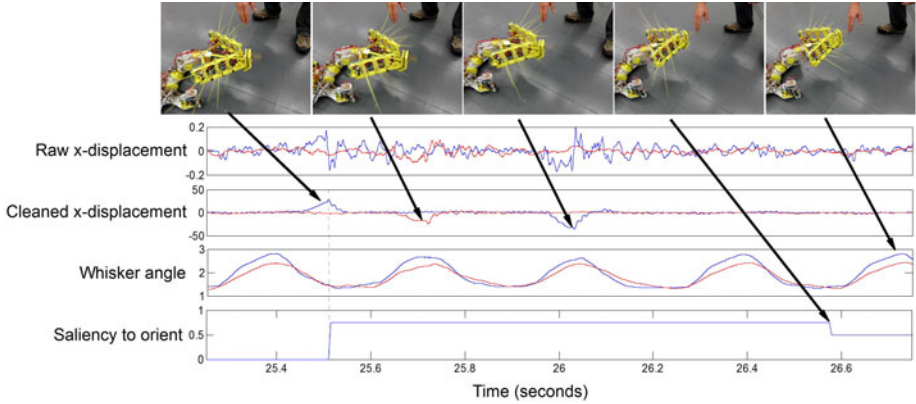 Raw x-displacement
0.2
0
-0.2
Cleaned x-displacement
50
0
-50
Whisker angle
3
2
1
Saliency to orient
1
0.5
0
25.4 25.6 25.8 26 26.2 26.4 26.6
Time (seconds)